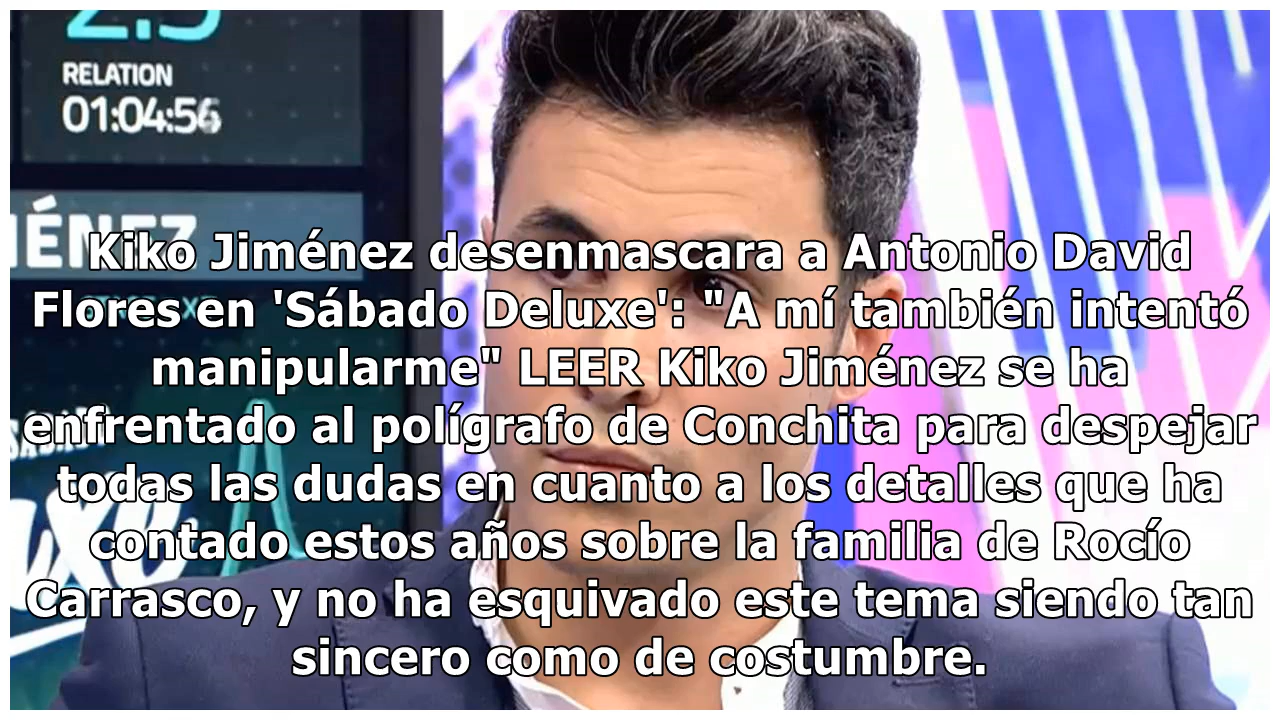 2.5
RELATION
01:04:56
MÉNEZ
Kiko Jiménez desenmascara a Antonio David
Flores en 'Sábado Deluxe': "A mí también intentó
manipularme" LEER Kiko Jiménez se ha
enfrentado al polígrafo de Conchita para despejar
todas las dudas en cuanto a los detalles que ha
contado estos años sobre la familia de Rocío
Carrasco, y no ha esquivado este tema siendo tan
sincero como de costumbre.